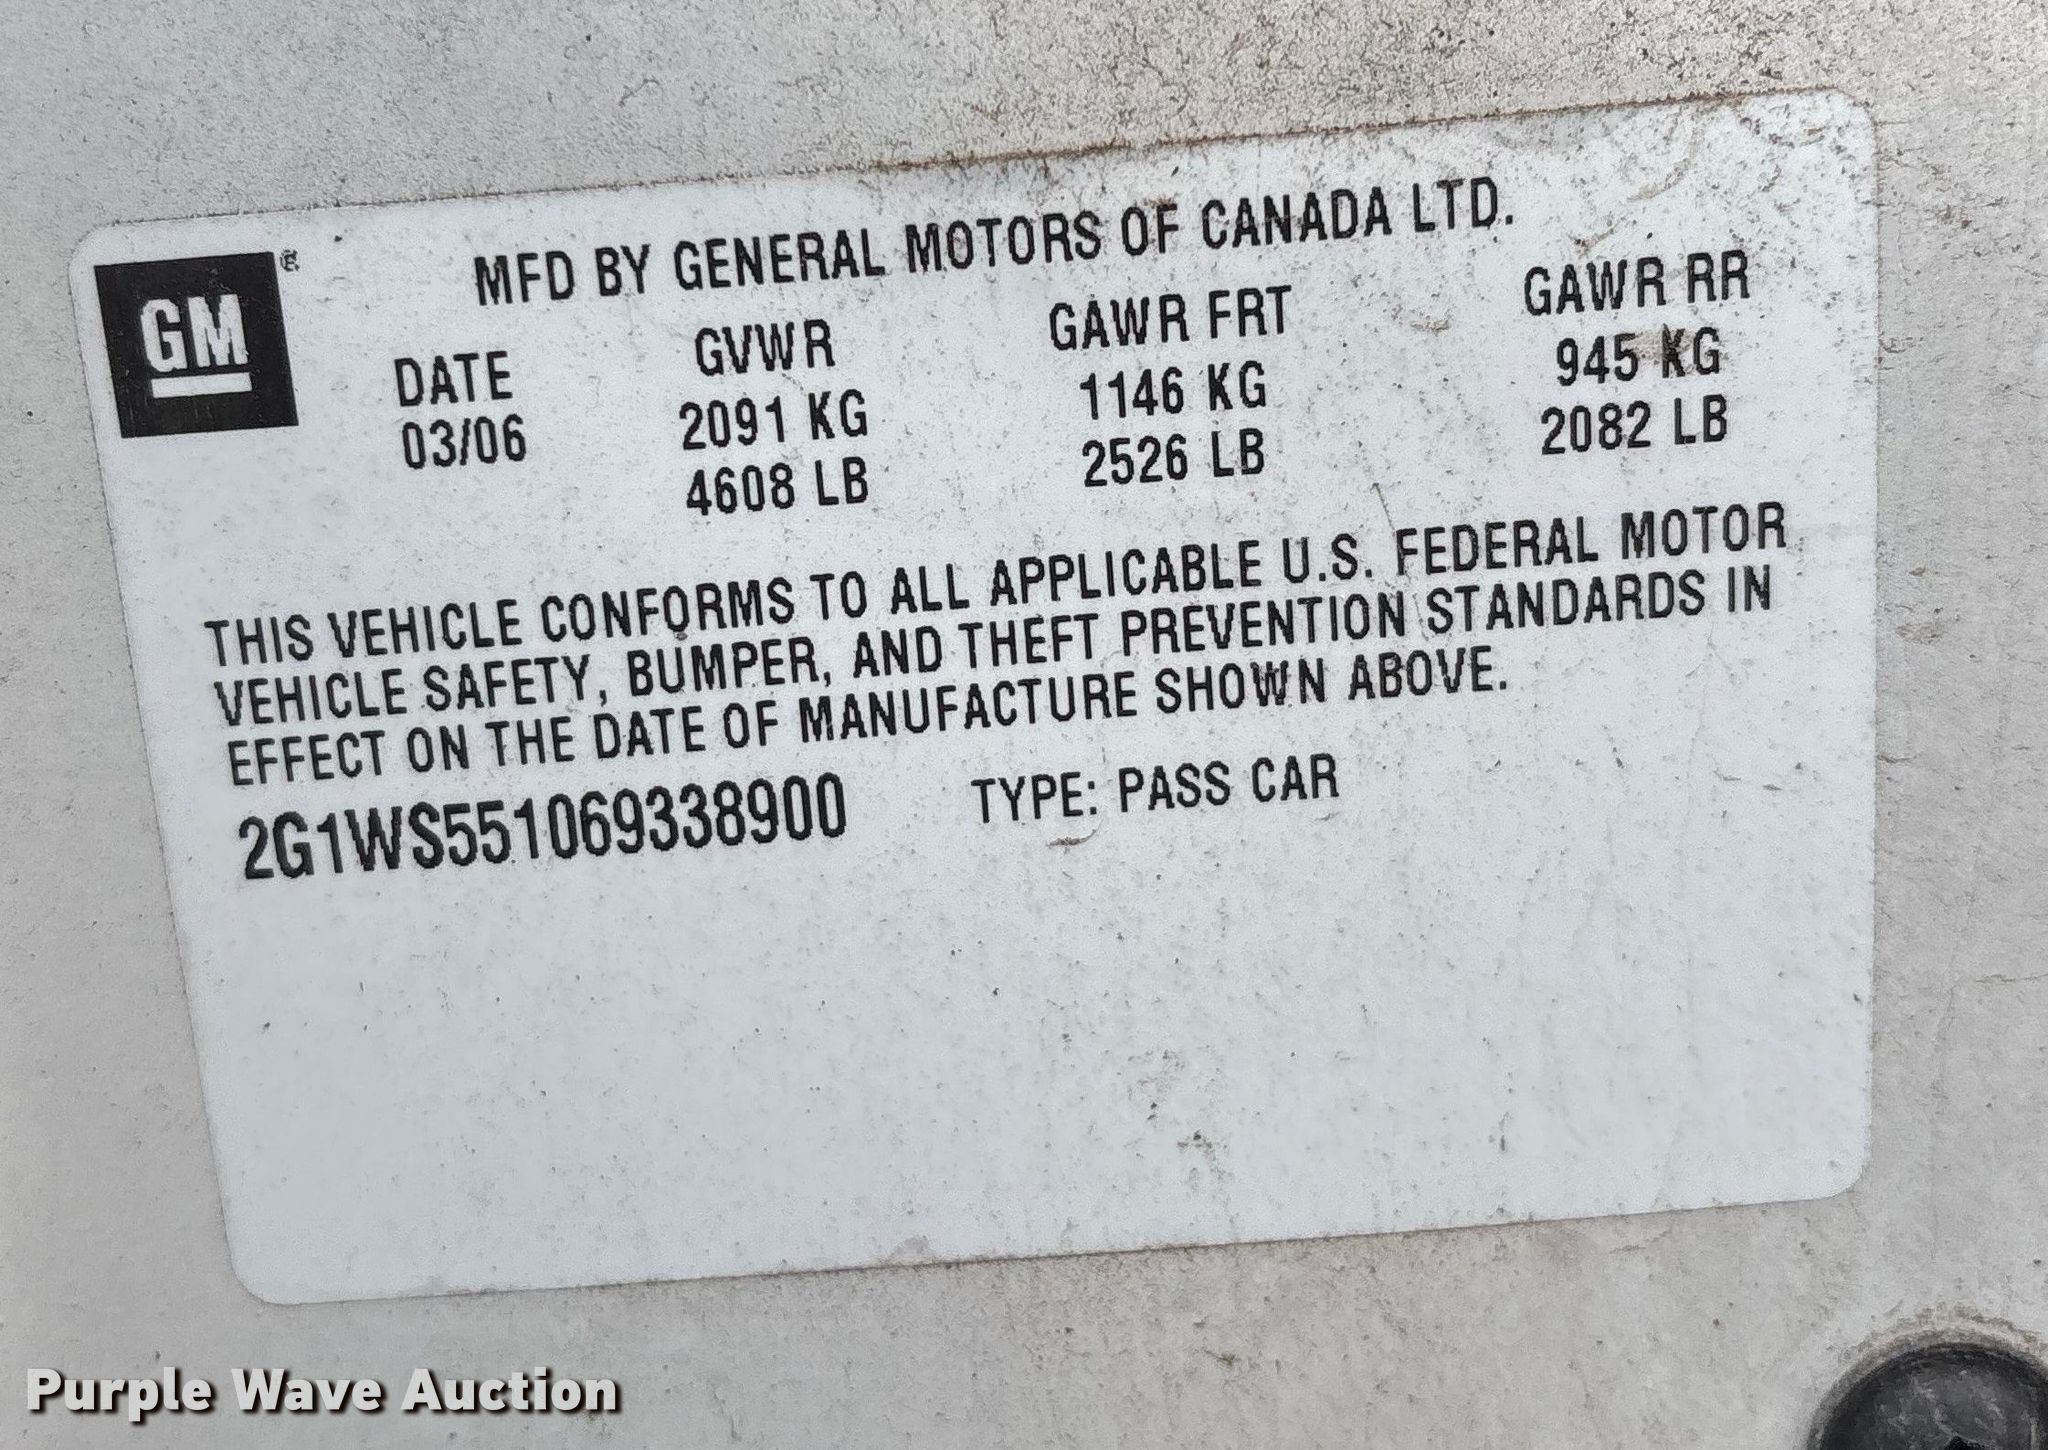 GM®
MFD BY GENERAL MOTORS OF CANADA LTD.
DATE GVWR GAWR FRT GAWR RR
03/06 2091 KG 1146 KG 945 KG
4608 LB 2526 LB 2082 LB
THIS VEHICLE CONFORMS TO ALL APPLICABLE U.S. FEDERAL MOTOR
VEHICLE SAFETY, BUMPER, AND THEFT PREVENTION STANDARDS IN
EFFECT ON THE DATE OF MANUFACTURE SHOWN ABOVE.
2G1WS551069338900 TYPE: PASS CAR
Purple Wave Auction